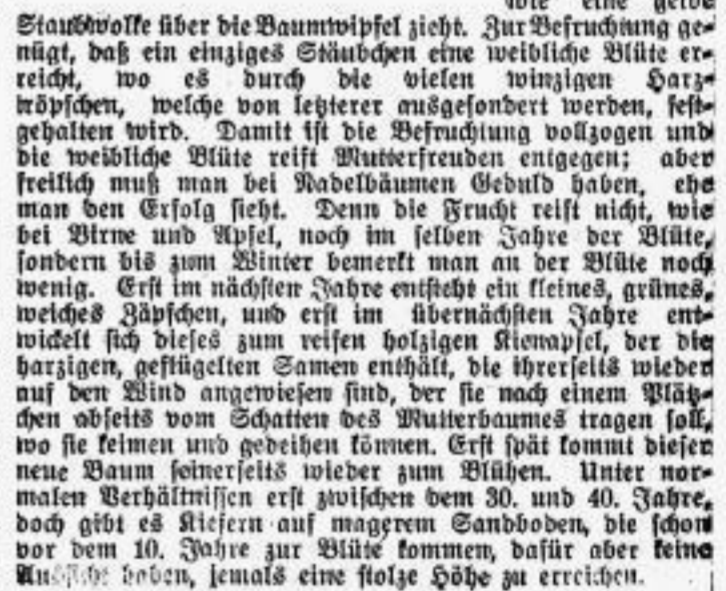 wie eine gelbe
Staubwolke über die Baumwipfel zieht. Zur Befruchtung ge-
nügt, daß ein einziges Stäubchen eine weibliche Blüte er-
reicht, wo es durch die vielen winzigen Harz-
tröpfchen, welche von letzterer ausgesondert werden, fest-
gehalten wird. Damit ist die Befruchtung vollzogen und
die weibliche Blüte reift Mutterfreuden entgegen; aber
freilich muß man bei Nadelbäumen Geduld haben, ehe
man den Erfolg sieht. Denn die Frucht reift nicht, wie
bei Birne und Apfel, noch im selben Jahre der Blüte,
sondern bis zum Winter bemerkt man an der Blüte noch
wenig. Erst im nächsten Jahre entsteht ein kleines, grünes,
weiches Zäpfchen, und erst im übernächsten Jahre ent-
wickelt sich dieses zum reifen holzigen Kienapfel, der die
harzigen, geflügelten Samen enthält, die ihrerseits wieder
auf den Wind angewiesen sind, der sie nach einem Plätz-
chen abseits vom Schatten des Mutterbaumes tragen soll,
wo sie keimen und gedeihen können. Erst spät kommt dieser
neue Baum seinerseits wieder zum Blühen. Unter nor-
malen Verhältnissen erst zwischen dem 30. und 40. Jahre,
doch gibt es Kiefern auf magerem Sandboden, die schon
vor dem 10. Jahre zur Blüte kommen, dafür aber keine
Aussicht haben, jemals eine stolze Höhe zu erreichen.